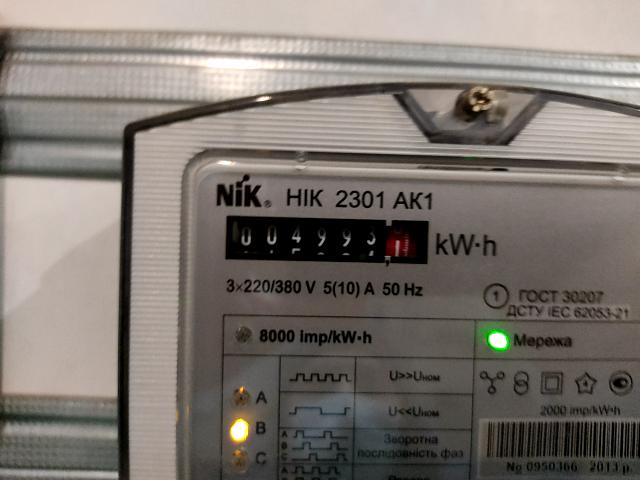 NiK® НІК 2301 АК1
0 0 4 9 9 3 , 1 kW·h
3×220/380 V 5(10) A 50 Hz
1 ГОСТ 30207
ДСТУ IEC 62053-21
8000 imp/kW·h
Мережа
U>>Uном
A
U<<Uном
2000 imp/kW·h
B
A
B
C
Зворотна
послідовність фаз
C
A
№ 0950366 2013 р.